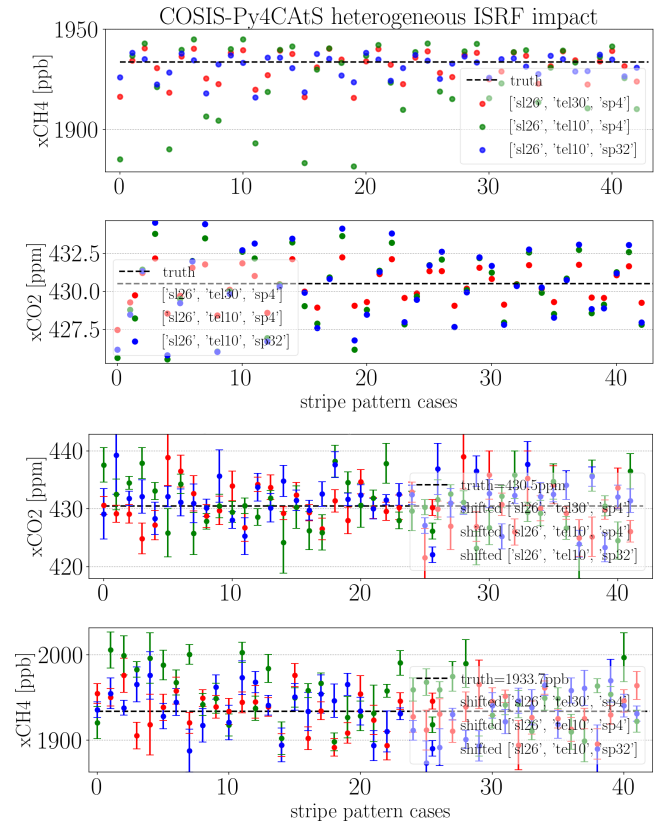 COSIS-Py4CAtS heterogeneous ISRF impact
1950
1900
xCH4 [ppb]
truth
['sl26', 'tel30', 'sp4']
['sl26', 'tel10', 'sp4']
['sl26', 'tel10', 'sp32']
0 10 20 30 40
432.5
430.0
427.5
xCO2 [ppm]
truth
['sl26', 'tel30', 'sp4']
['sl26', 'tel10', 'sp4']
['sl26', 'tel10', 'sp32']
0 10 20 30 40
stripe pattern cases
440
430
420
xCO2 [ppm]
truth=430.5ppm
shifted ['sl26', 'tel30', 'sp4']
shifted ['sl26', 'tel10', 'sp4']
shifted ['sl26', 'tel10', 'sp32']
0 10 20 30 40
2000
1900
xCH4 [ppb]
truth=1933.7ppb
shifted ['sl26', 'tel30', 'sp4']
shifted ['sl26', 'tel10', 'sp4']
shifted ['sl26', 'tel10', 'sp32']
0 10 20 30 40
stripe pattern cases